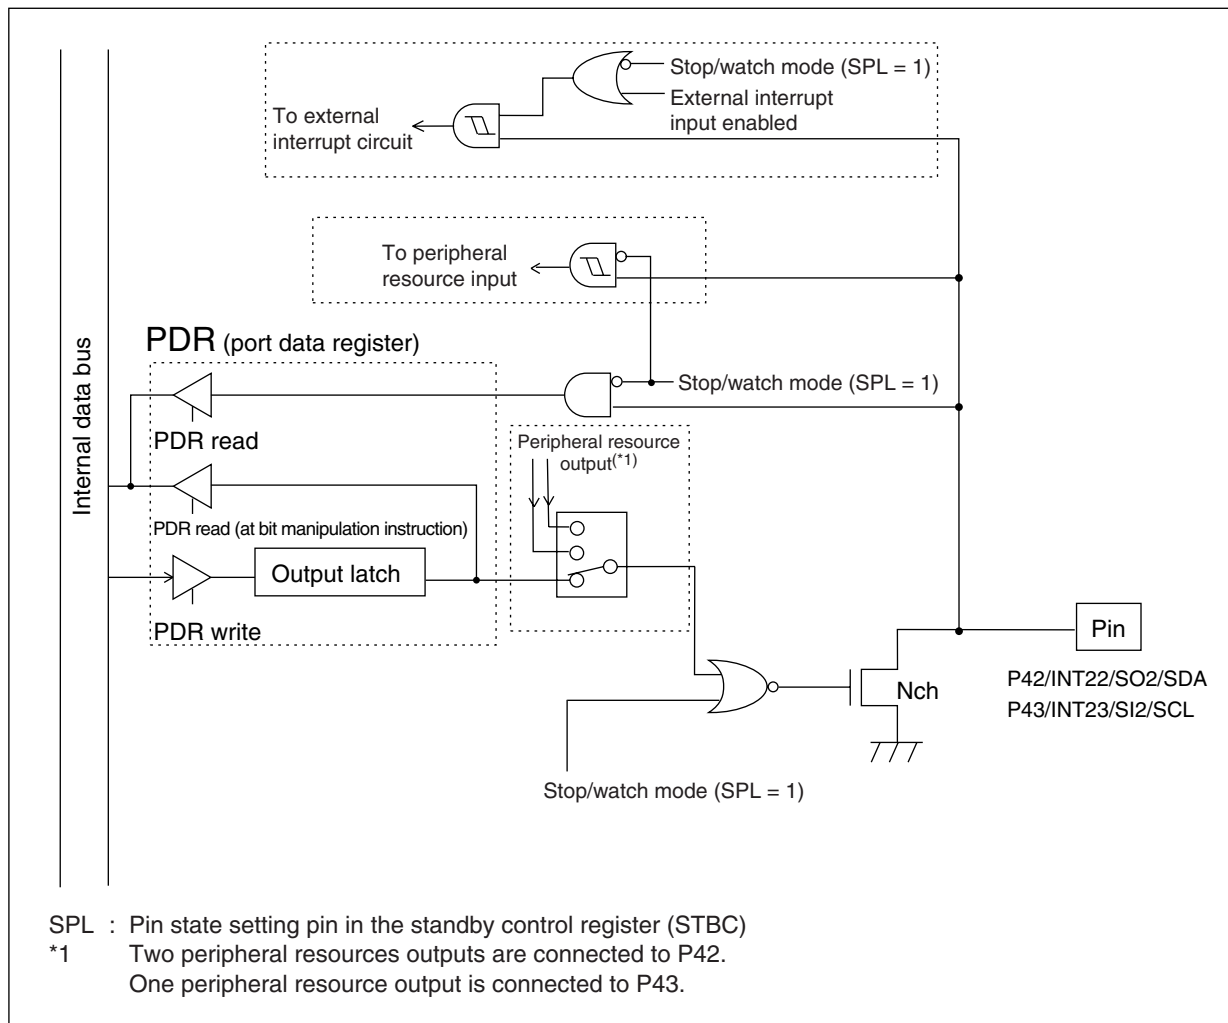 Stop/watch mode (SPL = 1)
External interrupt
input enabled
To external
interrupt circuit
To peripheral
resource input
PDR (port data register)
Stop/watch mode (SPL = 1)
Internal data bus
PDR read
Peripheral resource
output(*1)
PDR read (at bit manipulation instruction)
Output latch
PDR write
Pin
Nch
P42/INT22/SO2/SDA
P43/INT23/SI2/SCL
Stop/watch mode (SPL = 1)
SPL : Pin state setting pin in the standby control register (STBC)
*1 Two peripheral resources outputs are connected to P42.
One peripheral resource output is connected to P43.